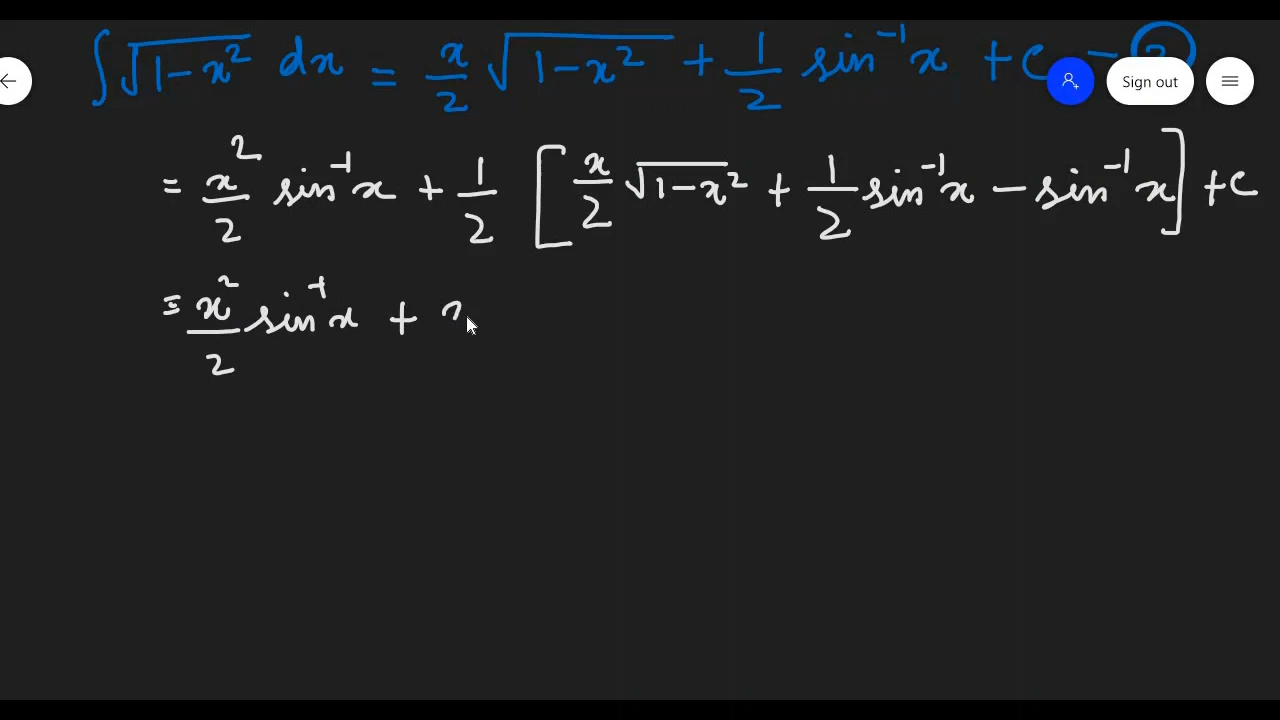 ∫√(1-x²) dx = x/2 √(1-x²) + 1/2 sin⁻¹x + c -
Sign out
= x²/2 sin⁻¹x + 1/2 [x/2 √(1-x²) + 1/2 sin⁻¹x - sin⁻¹x] + c
= x²/2 sin⁻¹x +